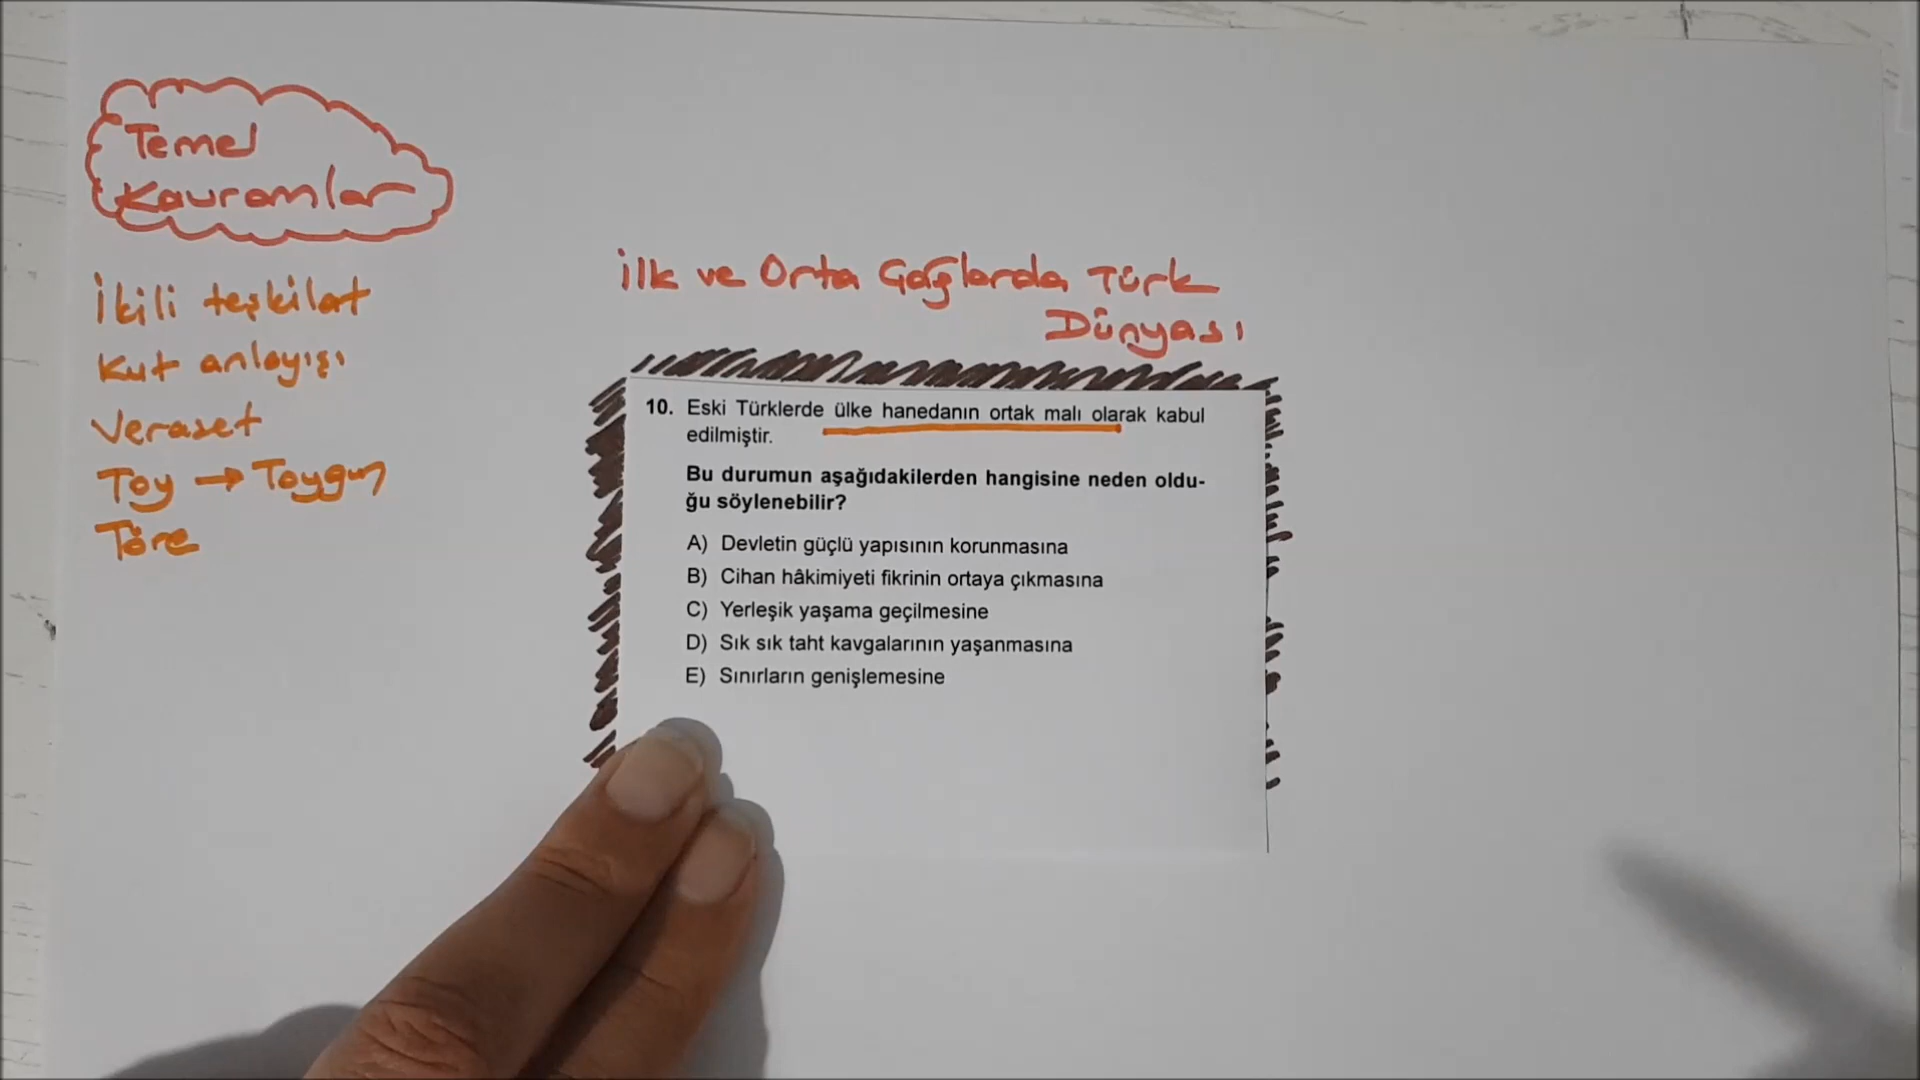 Temel
Kavramlar
İkili teşkilat
Kut anlayışı
Veraset
Toy → Toygun
Töre
İlk ve Orta Çağlarda Türk
Dünyası
10. Eski Türklerde ülke hanedanın ortak malı olarak kabul
edilmiştir.
Bu durumun aşağıdakilerden hangisine neden oldu-
ğu söylenebilir?
A) Devletin güçlü yapısının korunmasına
B) Cihan hâkimiyeti fikrinin ortaya çıkmasına
C) Yerleşik yaşama geçilmesine
D) Sık sık taht kavgalarının yaşanmasına
E) Sınırların genişlemesine